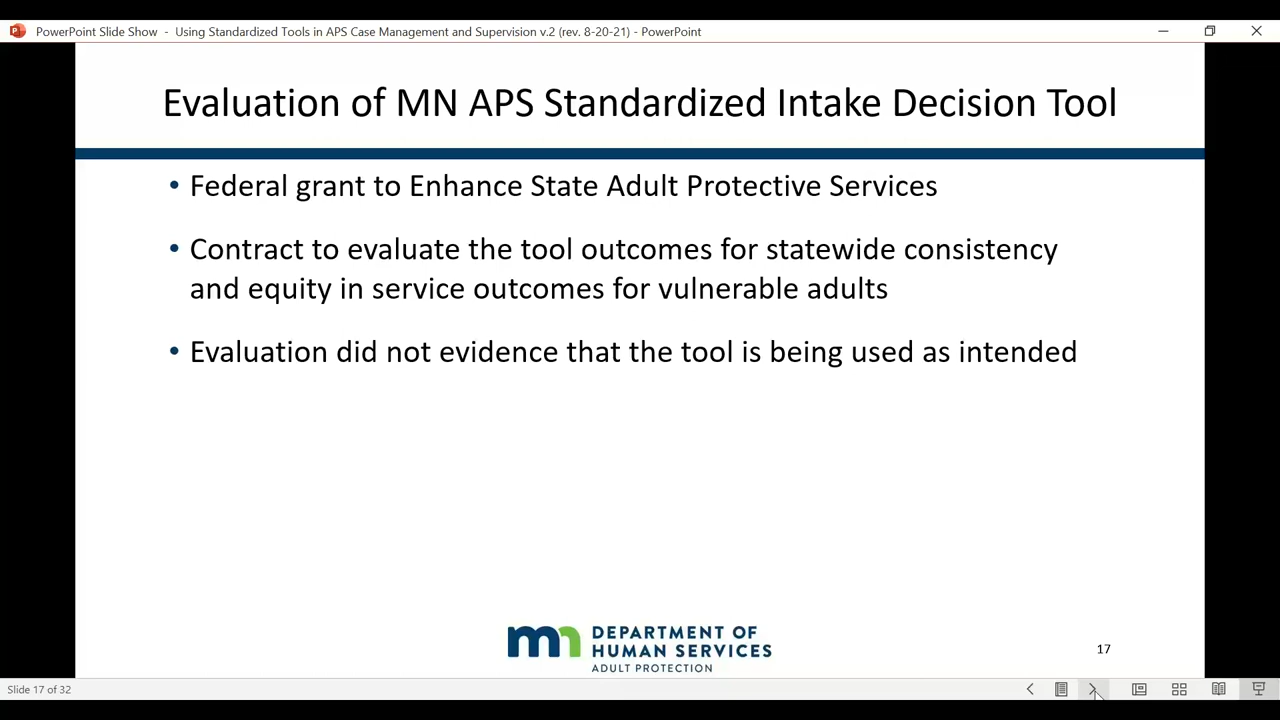 PowerPoint Slide Show - Using Standardized Tools in APS Case Management and Supervision v.2 (rev. 8-20-21) - PowerPoint
Evaluation of MN APS Standardized Intake Decision Tool
• Federal grant to Enhance State Adult Protective Services
• Contract to evaluate the tool outcomes for statewide consistency
and equity in service outcomes for vulnerable adults
• Evaluation did not evidence that the tool is being used as intended
mn DEPARTMENT OF
HUMAN SERVICES
ADULT PROTECTION
17
Slide 17 of 32